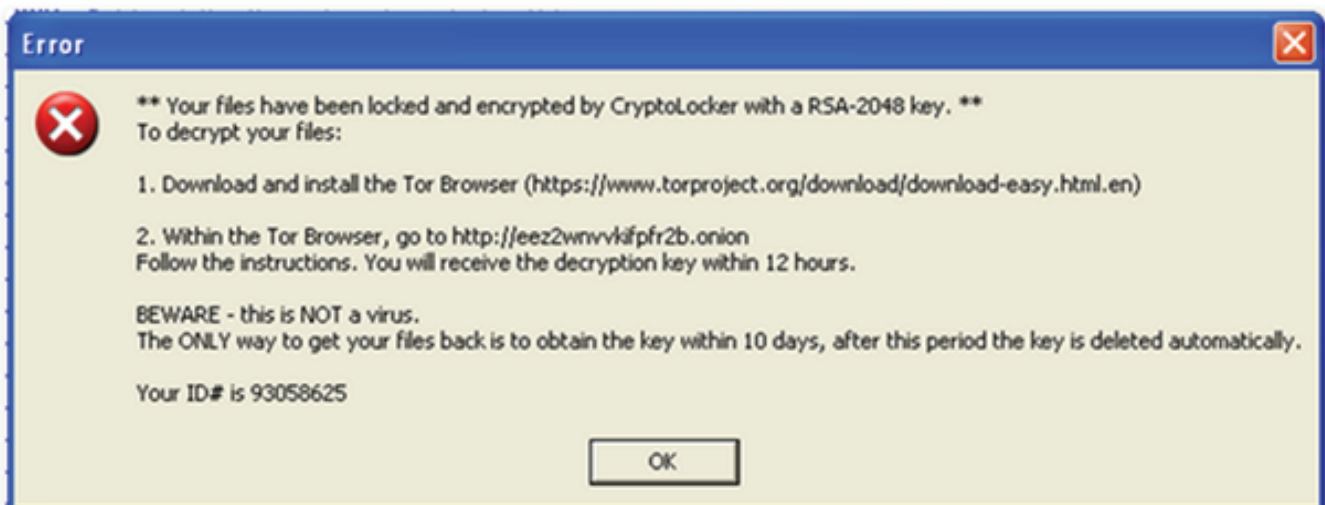 Error
** Your files have been locked and encrypted by CryptoLocker with a RSA-2048 key. **
To decrypt your files:
1. Download and install the Tor Browser (https://www.torproject.org/download/download-easy.html.en)
2. Within the Tor Browser, go to http://eez2wnvvkifpfr2b.onion
Follow the instructions. You will receive the decryption key within 12 hours.
BEWARE - this is NOT a virus.
The ONLY way to get your files back is to obtain the key within 10 days, after this period the key is deleted automatically.
Your ID# is 93058625
OK